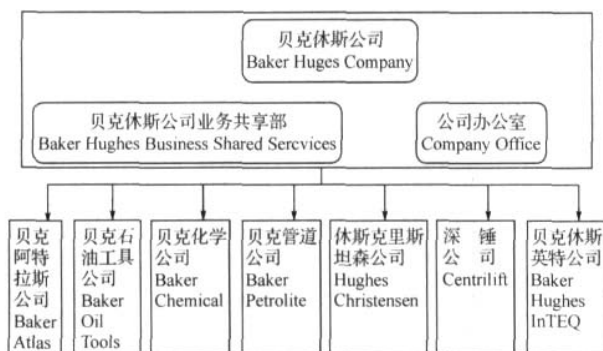 贝克休斯公司
Baker Huges Company
贝克休斯公司业务共享部
Baker Hughes Business Shared Sercvices
公司办公室
Company Office
贝克
阿特
拉斯
公司
Baker
Atlas
贝克石
油工具
公司
Baker
Oil
Tools
贝克化学
公司
Baker
Chemical
贝克管道
公司
Baker
Petrolite
休斯克里斯
坦森公司
Hughes
Christensen
深 锤
公 司
Centrilift
贝克休斯
英特公司
Baker
Hughes
InTEQ